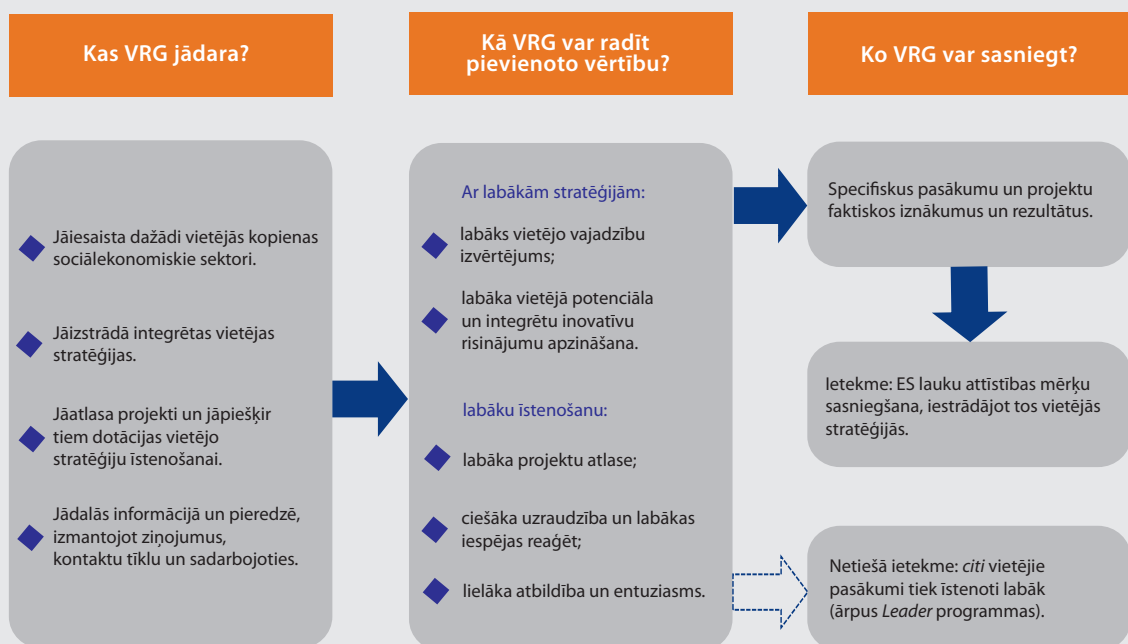 Kas VRG jādara?
Jāiesaista dažādi vietējās kopienas
sociālekonomiskie sektori.
Jāizstrādā integrētas vietējas
stratēģijas.
Jāatlasa projekti un jāpiešķir
tiem dotācijas vietējo
stratēģiju īstenošanai.
Jādalās informācijā un pieredzē,
izmantojot ziņojumus,
kontaktu tīklu un sadarbojoties.
Kā VRG var radīt
pievienoto vērtību?
Ar labākām stratēģijām:
labāks vietējo vajadzību
izvērtējums;
labāka vietējā potenciāla
un integrētu inovatīvu
risinājumu apzināšana.
labāku īstenošanu:
labāka projektu atlase;
ciešāka uzraudzība un labākas
iespējas reaģēt;
lielāka atbildība un entuziasms.
Ko VRG var sasniegt?
Specifiskus pasākumu un projektu
faktiskos iznākumus un rezultātus.
Ietekme: ES lauku attīstības mērķu
sasniegšana, iestrādājot tos vietējās
stratēģijās.
Netiešā ietekme: citi vietējie
pasākumi tiek īstenoti labāk
(ārpus Leader programmas).